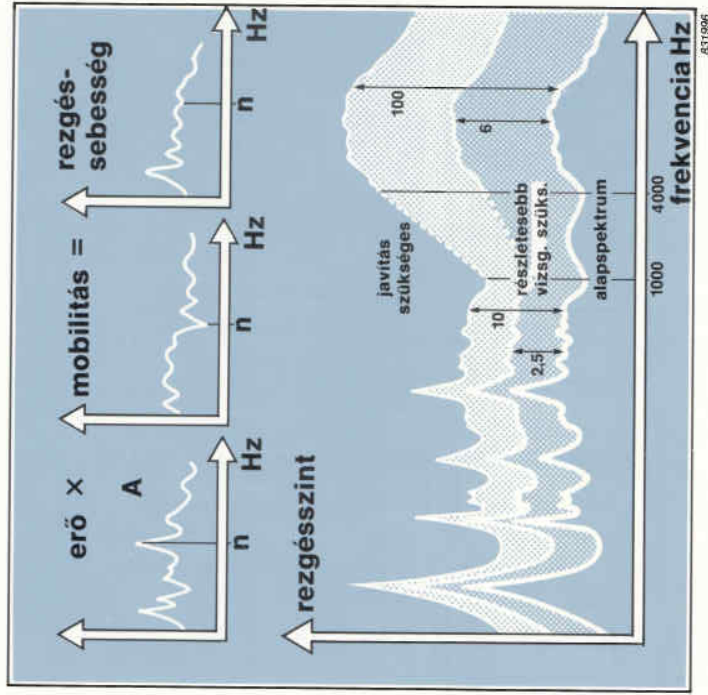 erő × mobilitás = rezgés-
sebesség
A
n
Hz
n
Hz
n
Hz
rezgésszint
javítás
szükséges
100
6
10
2,5
részletesebb
vizsg. szüks.
alapspektrum
1000
4000
frekvencia Hz
831996